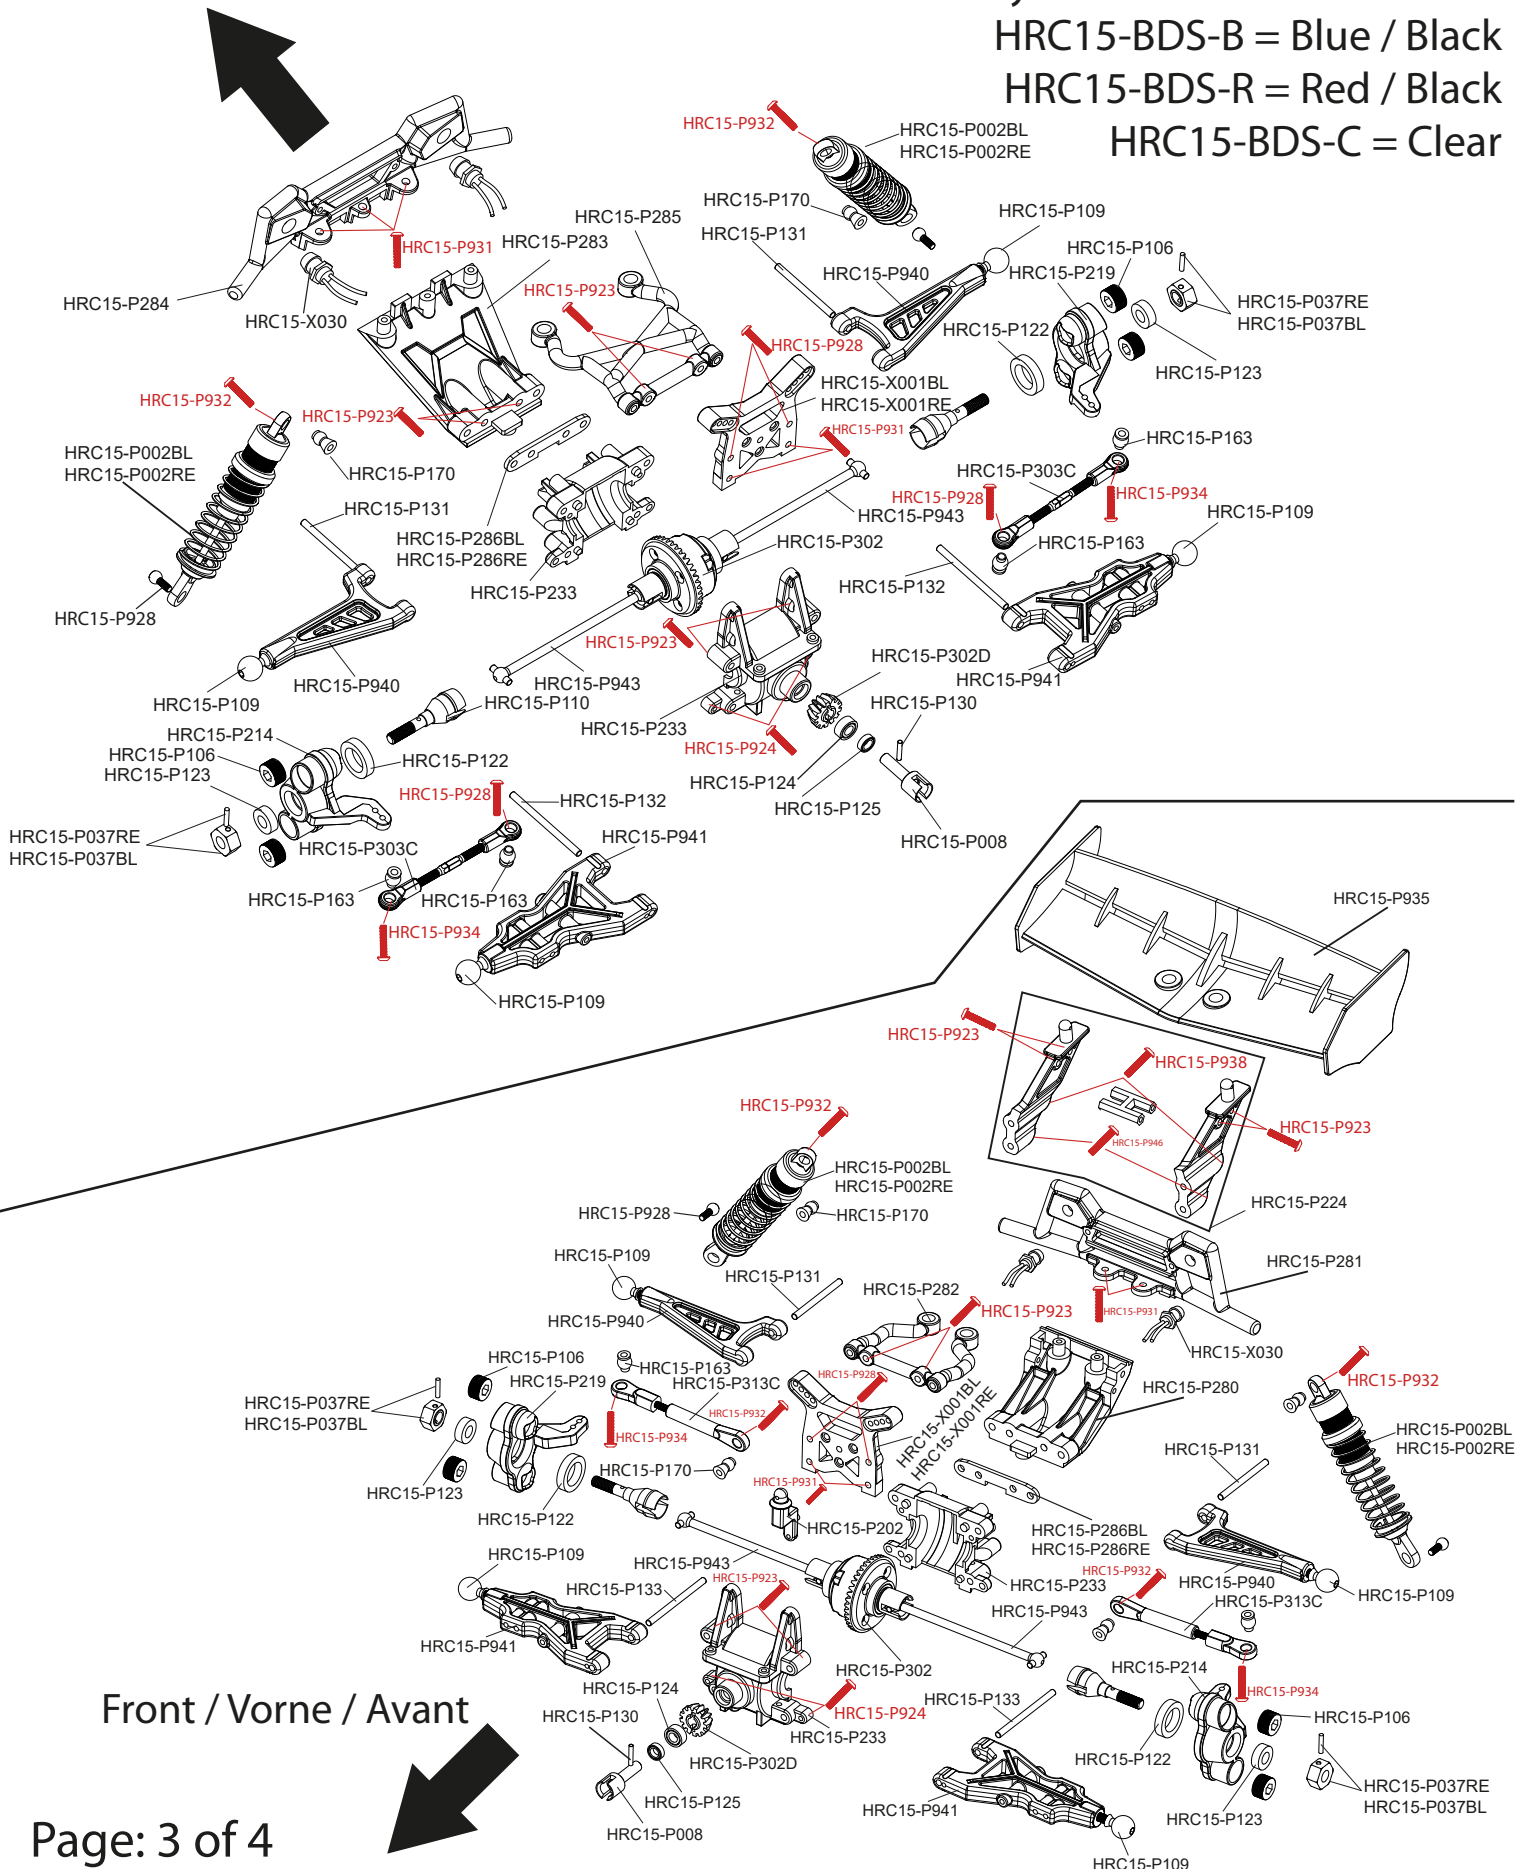 HRC15-BDS-B = Blue / Black
HRC15-BDS-R = Red / Black
HRC15-BDS-C = Clear
HRC15-P932
HRC15-P002BL
HRC15-P002RE
HRC15-P170
HRC15-P131
HRC15-P109
HRC15-P285
HRC15-P283
HRC15-P931
HRC15-P284
HRC15-X030
HRC15-P923
HRC15-P940
HRC15-P106
HRC15-P219
HRC15-P037RE
HRC15-P037BL
HRC15-P122
HRC15-P123
HRC15-P928
HRC15-X001BL
HRC15-X001RE
HRC15-P931
HRC15-P932
HRC15-P923
HRC15-P002BL
HRC15-P002RE
HRC15-P170
HRC15-P131
HRC15-P163
HRC15-P303C
HRC15-P928
HRC15-P934
HRC15-P943
HRC15-P109
HRC15-P286BL
HRC15-P286RE
HRC15-P302
HRC15-P163
HRC15-P233
HRC15-P132
HRC15-P928
HRC15-P923
HRC15-P302D
HRC15-P941
HRC15-P940
HRC15-P943
HRC15-P109
HRC15-P110
HRC15-P130
HRC15-P233
HRC15-P214
HRC15-P924
HRC15-P106
HRC15-P122
HRC15-P123
HRC15-P124
HRC15-P928
HRC15-P132
HRC15-P125
HRC15-P037RE
HRC15-P037BL
HRC15-P303C
HRC15-P941
HRC15-P008
HRC15-P163
HRC15-P163
HRC15-P934
HRC15-P109
HRC15-P935
HRC15-P923
HRC15-P938
HRC15-P932
HRC15-P923
HRC15-P946
HRC15-P002BL
HRC15-P002RE
HRC15-P224
HRC15-P928
HRC15-P170
HRC15-P109
HRC15-P281
HRC15-P131
HRC15-P282
HRC15-P923
HRC15-P931
HRC15-P940
HRC15-X030
HRC15-P106
HRC15-P163
HRC15-P928
HRC15-P932
HRC15-P219
HRC15-P313C
HRC15-P280
HRC15-P037RE
HRC15-P037BL
HRC15-P932
HRC15-X001BL
HRC15-X001RE
HRC15-P002BL
HRC15-P002RE
HRC15-P934
HRC15-P131
HRC15-P170
HRC15-P931
HRC15-P123
HRC15-P122
HRC15-P202
HRC15-P286BL
HRC15-P286RE
HRC15-P109
HRC15-P943
HRC15-P923
HRC15-P932
HRC15-P133
HRC15-P233
HRC15-P940
HRC15-P109
HRC15-P313C
HRC15-P943
HRC15-P941
HRC15-P302
HRC15-P214
HRC15-P124
HRC15-P934
HRC15-P133
Front / Vorne / Avant
HRC15-P130
HRC15-P924
HRC15-P106
HRC15-P233
HRC15-P302D
HRC15-P122
HRC15-P037RE
HRC15-P037BL
HRC15-P125
HRC15-P941
HRC15-P123
HRC15-P008
Page: 3 of 4
HRC15-P109